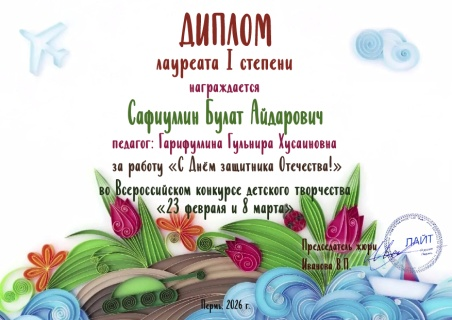 ДИПЛОМ
лауреата I степени
награждается
Сафиуллин Булат Айдарович
педагог: Гарифуллина Гульнира Хусаиновна
за работу «С Днём защитника Отечества!»
во Всероссийском конкурсе детского творчества
«23 февраля и 8 марта»
Председатель жюри
Иванова В.П.
ЛАЙТ
Пермь, 2026 г.